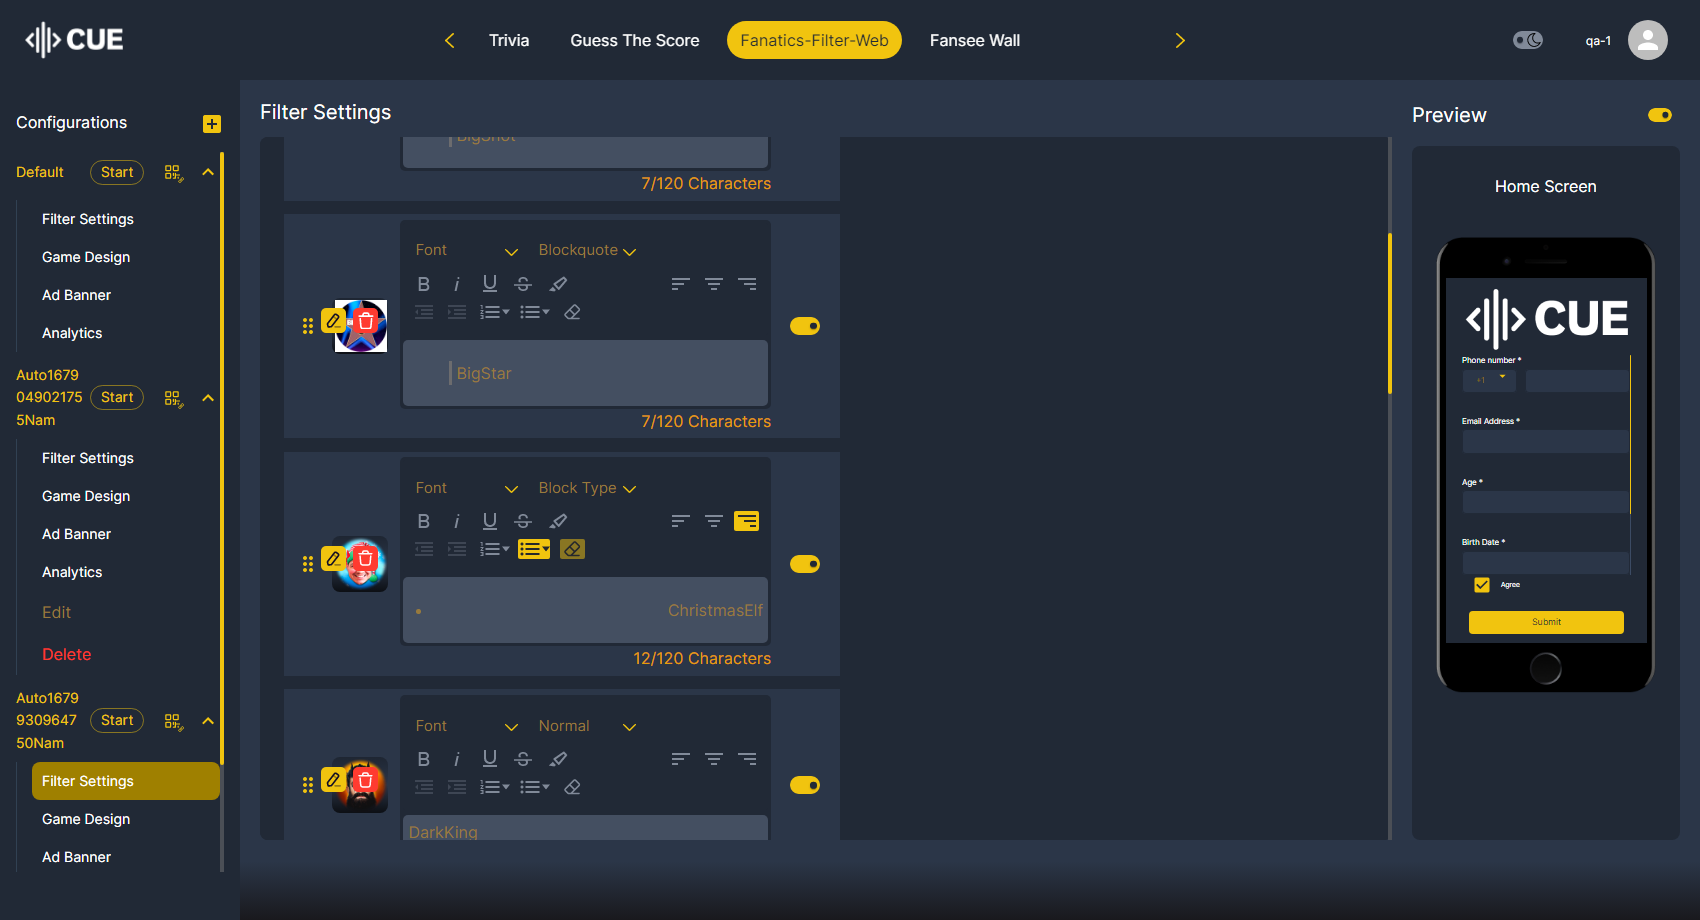 CUE
Trivia
Guess The Score
Fanatics-Filter-Web
Fansee Wall
qa-1
Configurations
Default
Start
Filter Settings
Game Design
Ad Banner
Analytics
Auto1679
04902175
5Nam
Start
Filter Settings
Game Design
Ad Banner
Analytics
Edit
Delete
Auto1679
9309647
50Nam
Start
Filter Settings
Game Design
Ad Banner
Filter Settings
BigShot
7/120 Characters
Font
Blockquote
B i U S
BigStar
7/120 Characters
Font
Block Type
B i U S
ChristmasElf
12/120 Characters
Font
Normal
B i U S
DarkKing
Preview
Home Screen
CUE
Phone number *
+1
Email Address *
Age *
Birth Date *
Agree
Submit